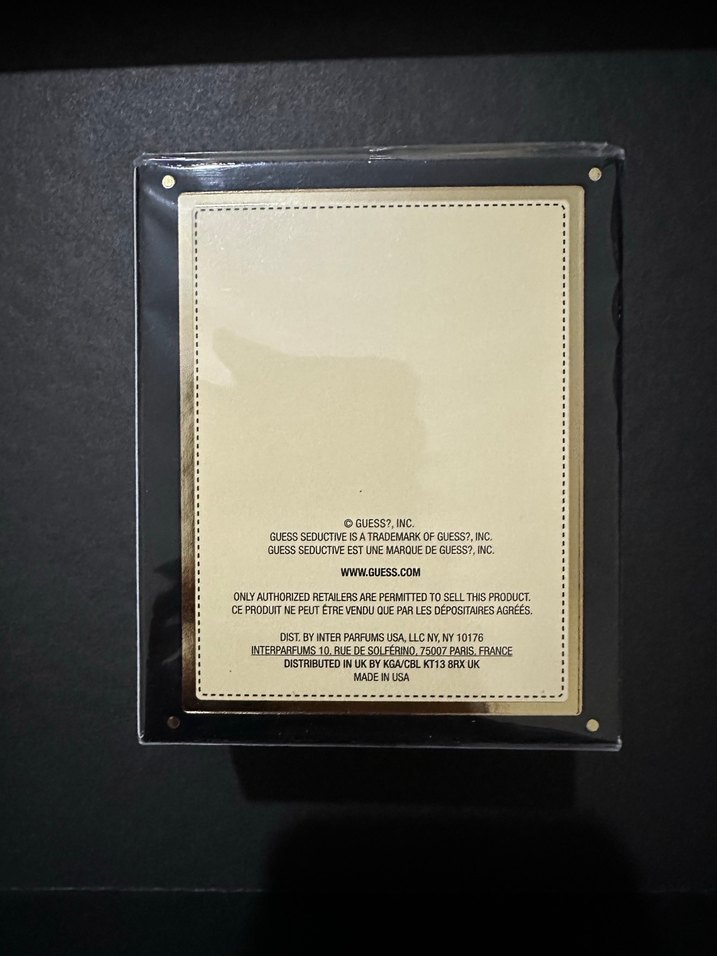 © GUESS?, INC.
GUESS SEDUCTIVE IS A TRADEMARK OF GUESS?, INC.
GUESS SEDUCTIVE EST UNE MARQUE DE GUESS?, INC.
WWW.GUESS.COM
ONLY AUTHORIZED RETAILERS ARE PERMITTED TO SELL THIS PRODUCT.
CE PRODUIT NE PEUT ÊTRE VENDU QUE PAR LES DÉPOSITAIRES AGRÉÉS.
DIST. BY INTER PARFUMS USA, LLC NY, NY 10176
INTERPARFUMS 10, RUE DE SOLFÉRINO, 75007 PARIS, FRANCE
DISTRIBUTED IN UK BY KGA/CBL KT13 8RX UK
MADE IN USA